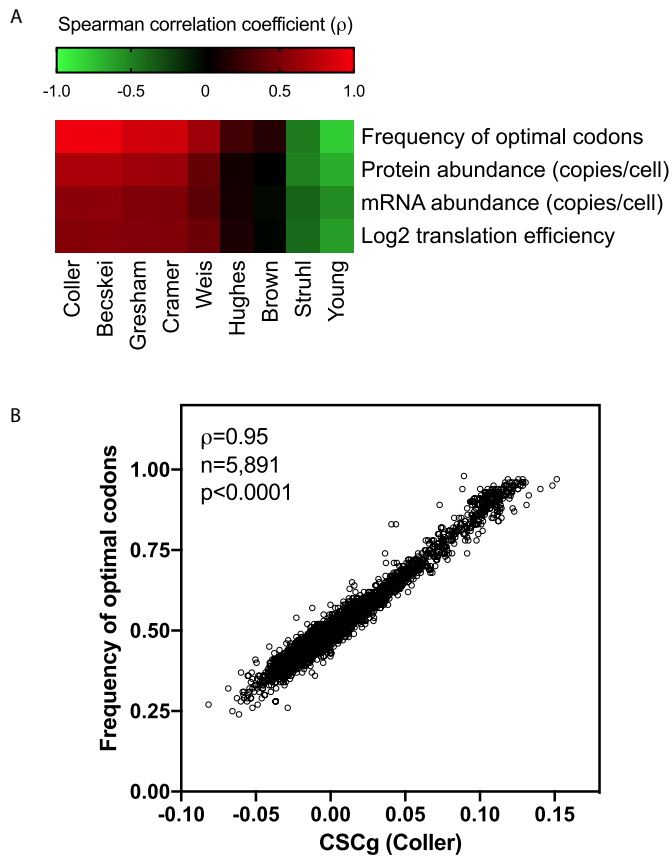 A
Spearman correlation coefficient (ρ)
-1.0 -0.5 0 0.5 1.0
Frequency of optimal codons
Protein abundance (copies/cell)
mRNA abundance (copies/cell)
Log2 translation efficiency
Coller
Becskei
Gresham
Cramer
Weis
Hughes
Brown
Struhl
Young
B
ρ=0.95
n=5,891
p<0.0001
Frequency of optimal codons
1.00
0.75
0.50
0.25
0.00
-0.10 -0.05 0.00 0.05 0.10 0.15
CSCg (Coller)